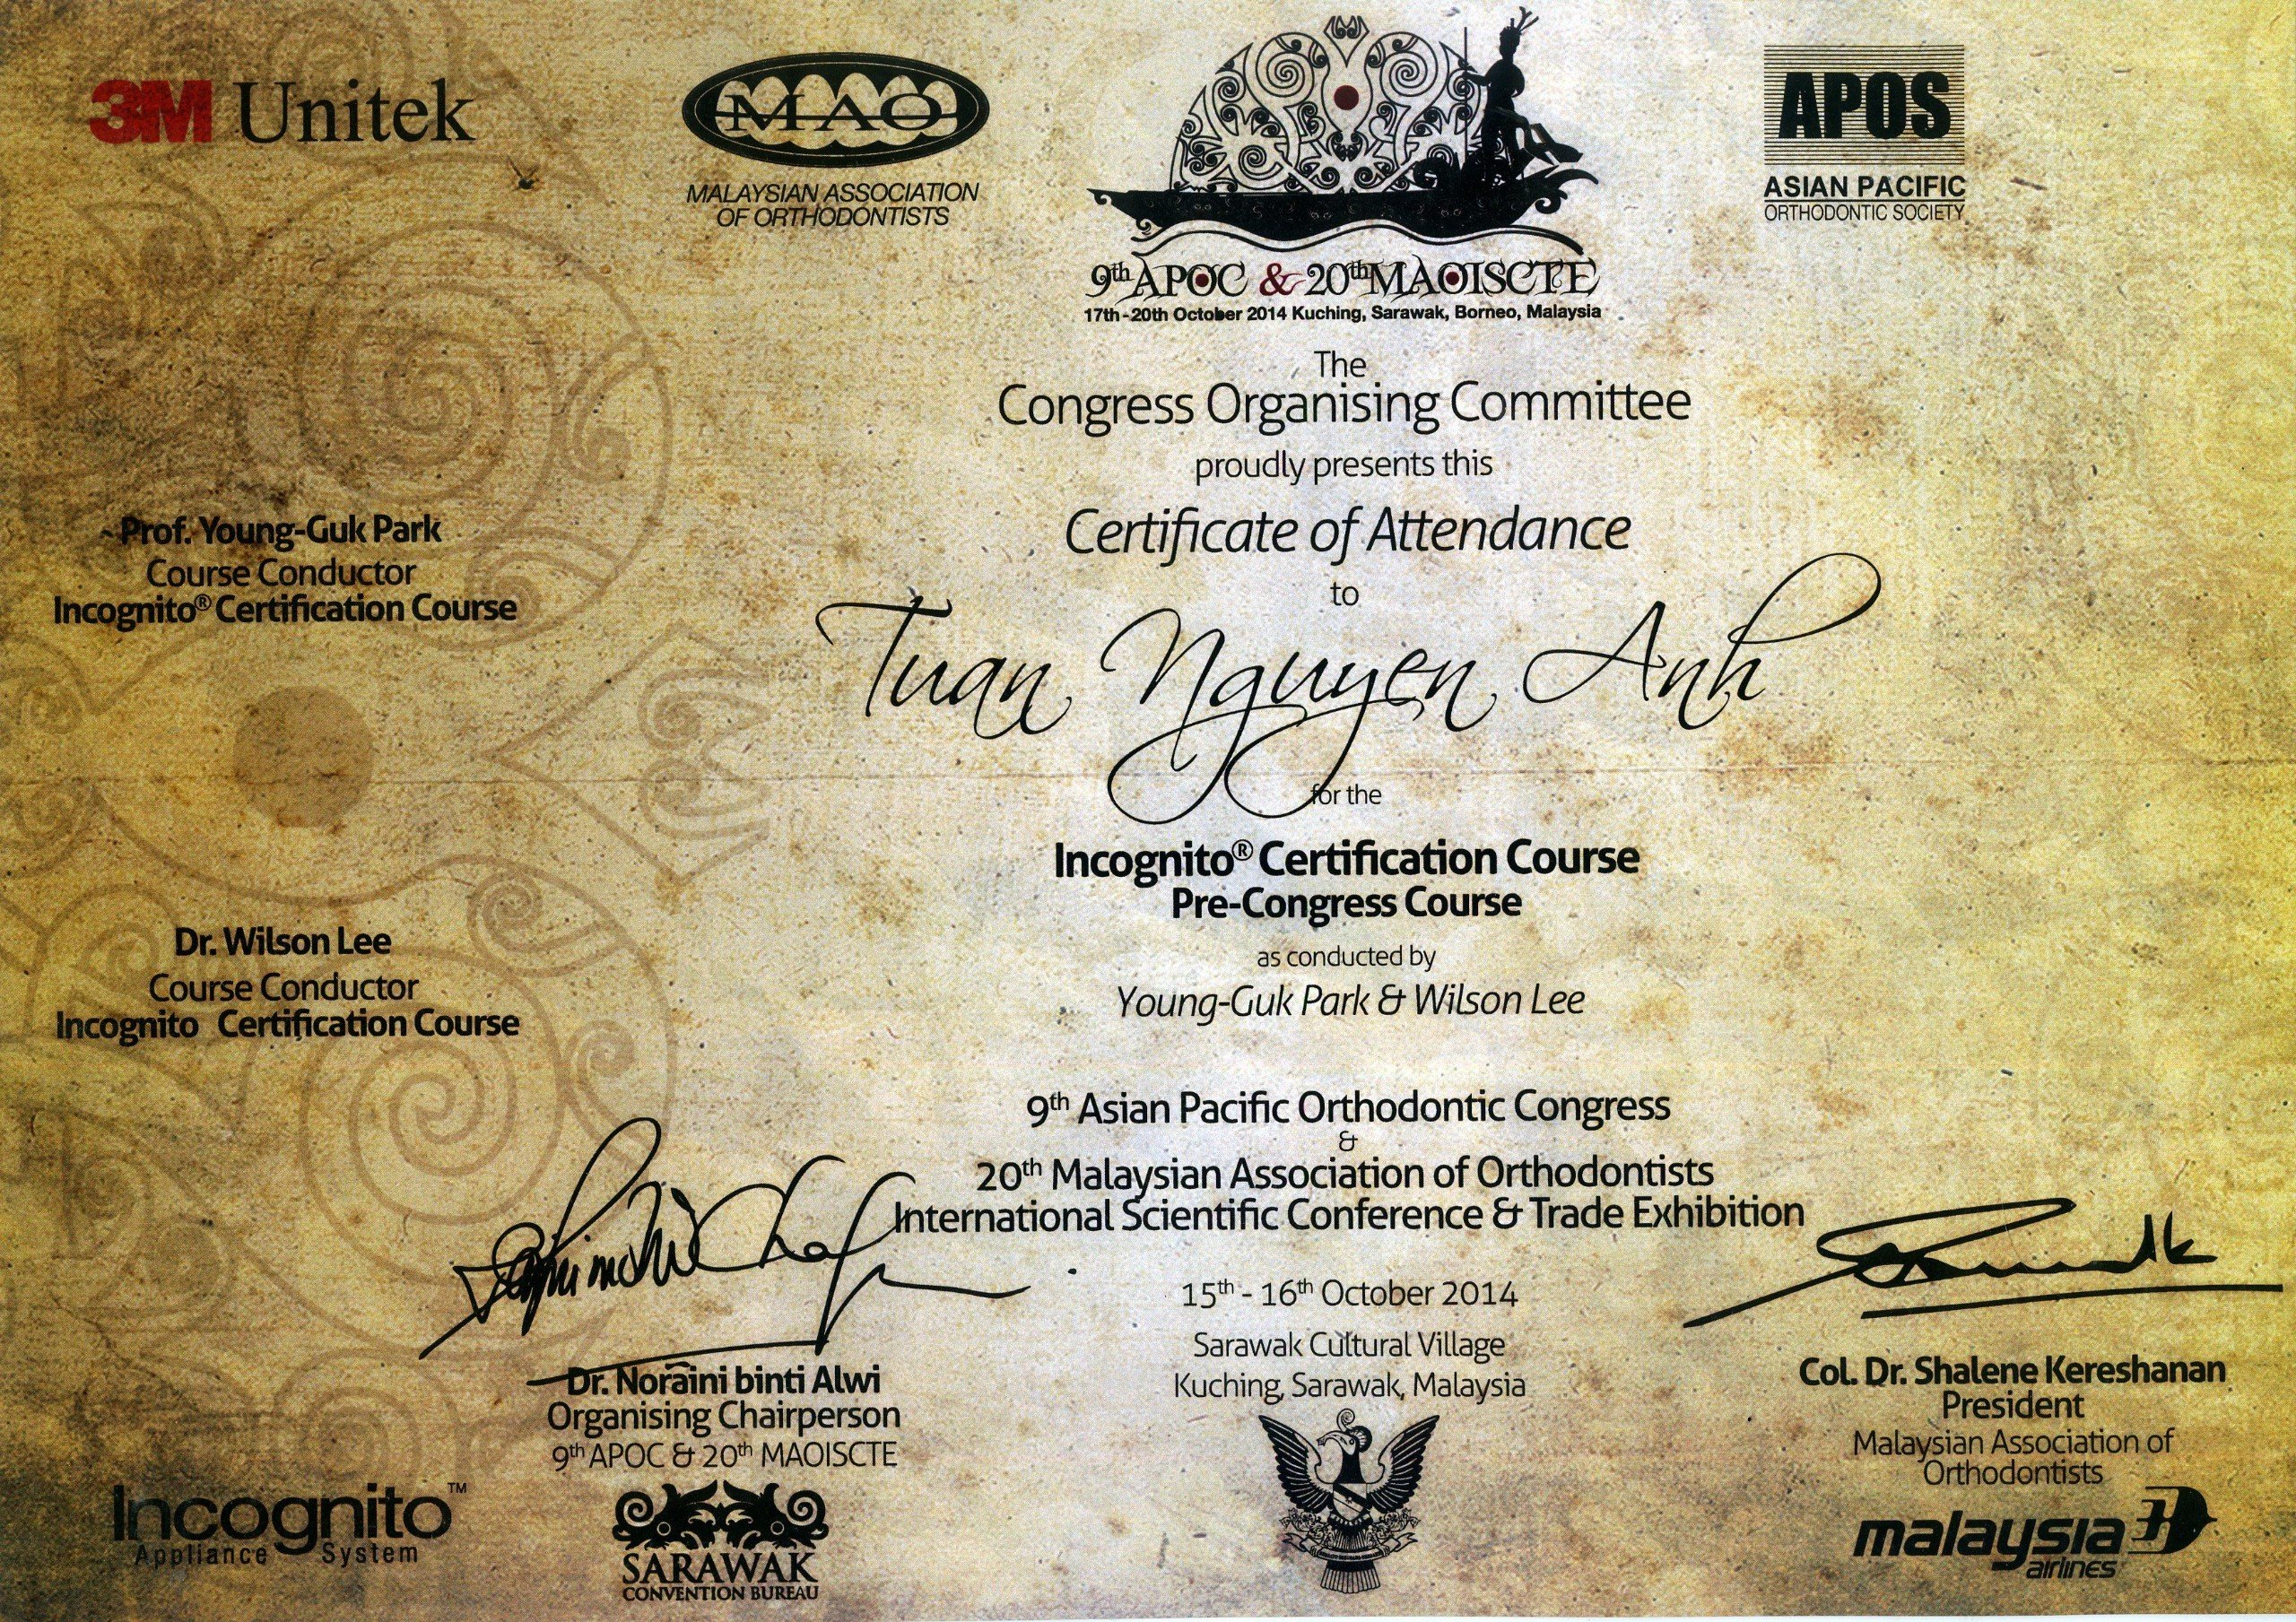 3M Unitek
MAO
MALAYSIAN ASSOCIATION
OF ORTHODONTISTS
9th APOC & 20th MAOISCTE
17th-20th October 2014 Kuching, Sarawak, Borneo, Malaysia
APOS
ASIAN PACIFIC
ORTHODONTIC SOCIETY
The
Congress Organising Committee
proudly presents this
Certificate of Attendance
to
Tuan Nguyen Anh
for the
Incognito® Certification Course
Pre-Congress Course
as conducted by
Young-Guk Park & Wilson Lee
9th Asian Pacific Orthodontic Congress
&
20th Malaysian Association of Orthodontists
International Scientific Conference & Trade Exhibition
15th - 16th October 2014
Sarawak Cultural Village
Kuching, Sarawak, Malaysia
Prof. Young-Guk Park
Course Conductor
Incognito® Certification Course
Dr. Wilson Lee
Course Conductor
Incognito Certification Course
Dr. Noraini binti Alwi
Organising Chairperson
9th APOC & 20th MAOISCTE
Col. Dr. Shalene Kereshanan
President
Malaysian Association of
Orthodontists
Incognito™
Appliance System
SARAWAK
CONVENTION BUREAU
malaysia
airlines